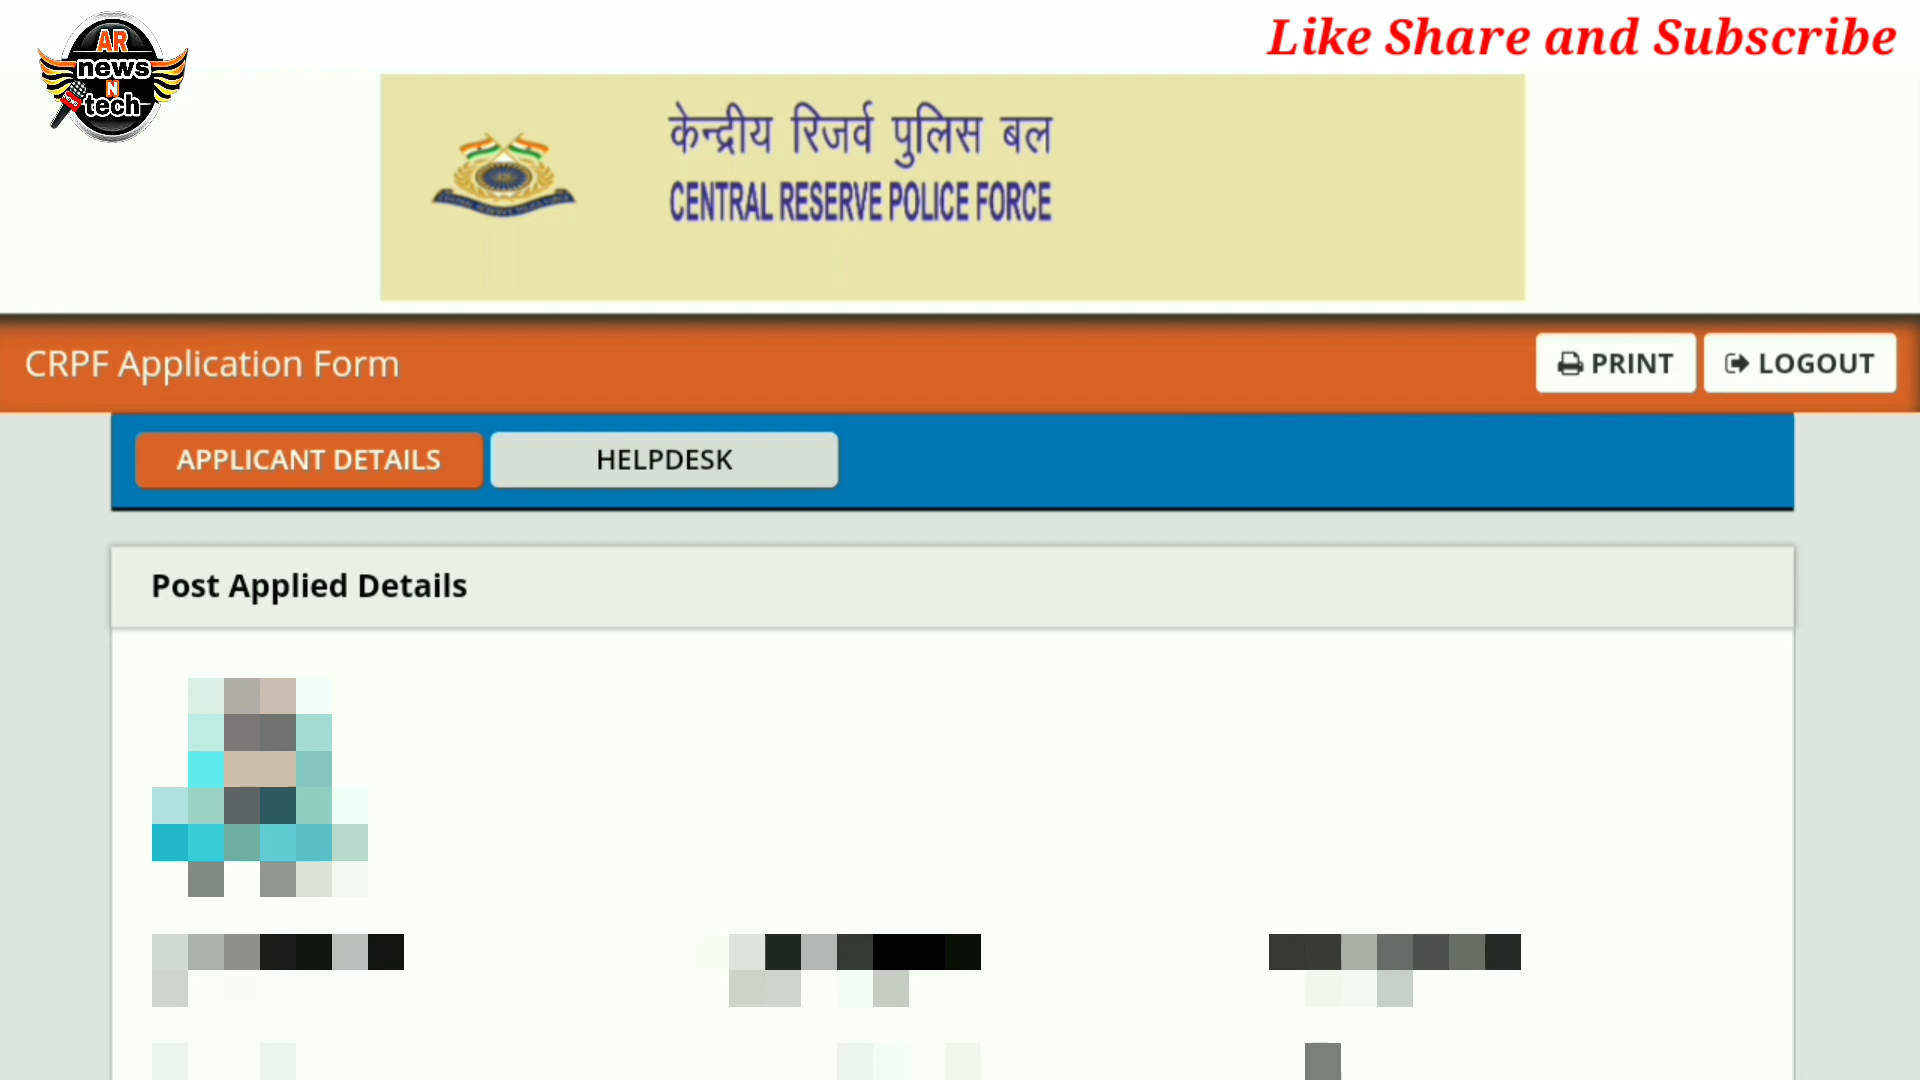 AR
news
N
tech
Like Share and Subscribe
केन्द्रीय रिजर्व पुलिस बल
CENTRAL RESERVE POLICE FORCE
CRPF Application Form
PRINT
LOGOUT
APPLICANT DETAILS
HELPDESK
Post Applied Details